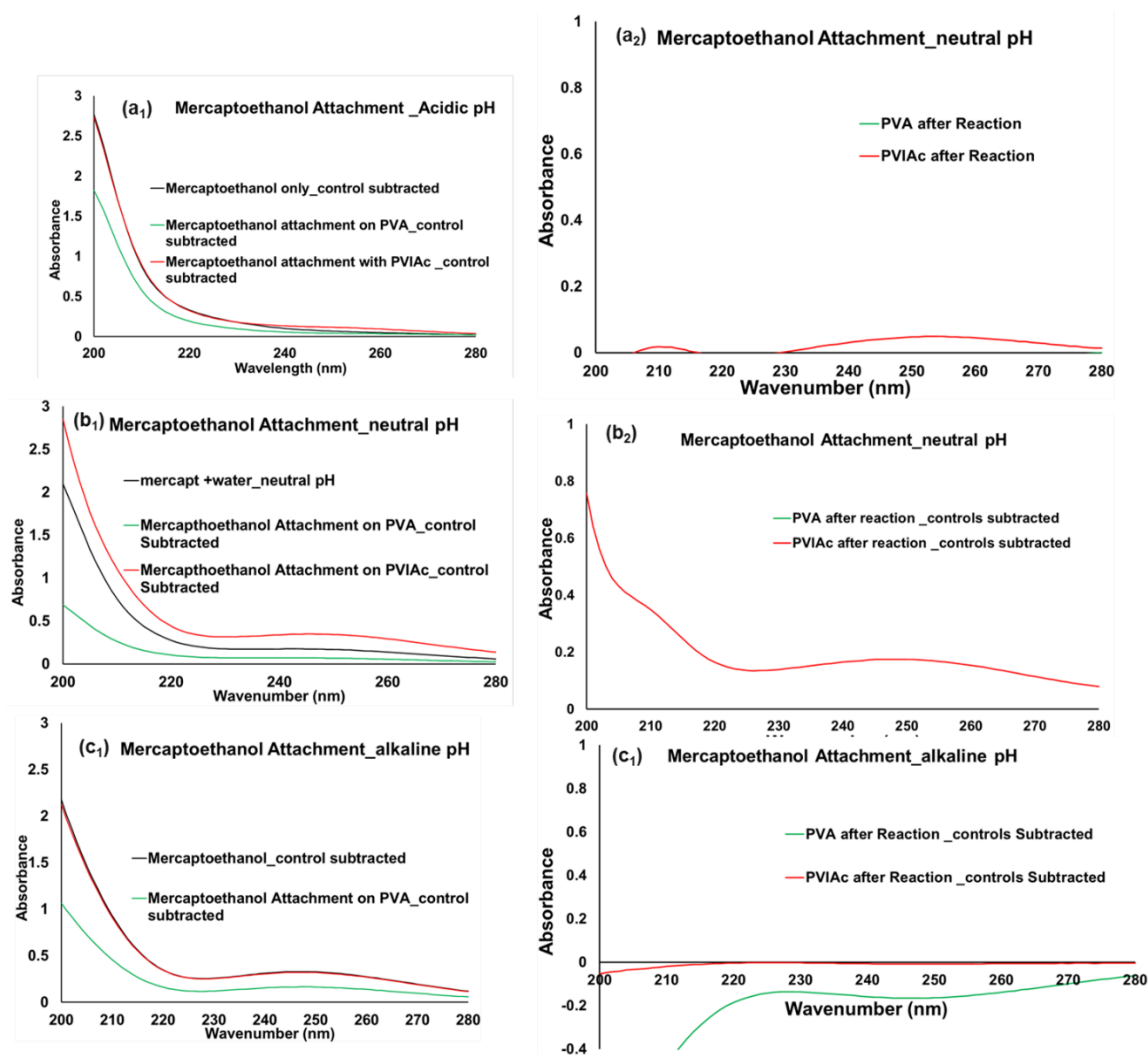 (a1) Mercaptoethanol Attachment _Acidic pH
3
2.5
2
1.5
1
0.5
0
Absorbance
Mercaptoethanol only_control subtracted
Mercaptoethanol attachment on PVA_control
subtracted
Mercaptoethanol attachment with PVIAc _control
subtracted
200 220 240 260 280
Wavelength (nm)
(a2) Mercaptoethanol Attachment_neutral pH
1
0.8
0.6
0.4
0.2
0
Absorbance
PVA after Reaction
PVIAc after Reaction
200 210 220 230 240 250 260 270 280
Wavenumber (nm)
(b1) Mercaptoethanol Attachment_neutral pH
3
2.5
2
1.5
1
0.5
0
Absorbance
mercapt +water_neutral pH
Mercapthoethanol Attachment on PVA_control
Subtracted
Mercapthoethanol Attachment on PVIAc_control
Subtracted
200 220 240 260 280
Wavenumber (nm)
(b2) Mercaptoethanol Attachment_neutral pH
1
0.8
0.6
0.4
0.2
0
Absorbance
PVA after reaction _controls subtracted
PVIAc after reaction _controls subtracted
200 210 220 230 240 250 260 270 280
(c1) Mercaptoethanol Attachment_alkaline pH
3
2.5
2
1.5
1
0.5
0
Absorbance
Mercaptoethanol_control subtracted
Mercaptoethanol Attachment on PVA_control
subtracted
200 210 220 230 240 250 260 270 280
Wavenumber (nm)
(c1) Mercaptoethanol Attachment_alkaline pH
1
0.8
0.6
0.4
0.2
0
-0.2
-0.4
Absorbance
PVA after Reaction _controls Subtracted
PVIAc after Reaction _controls Subtracted
200 210 220 230 240 250 260 270 280
Wavenumber (nm)